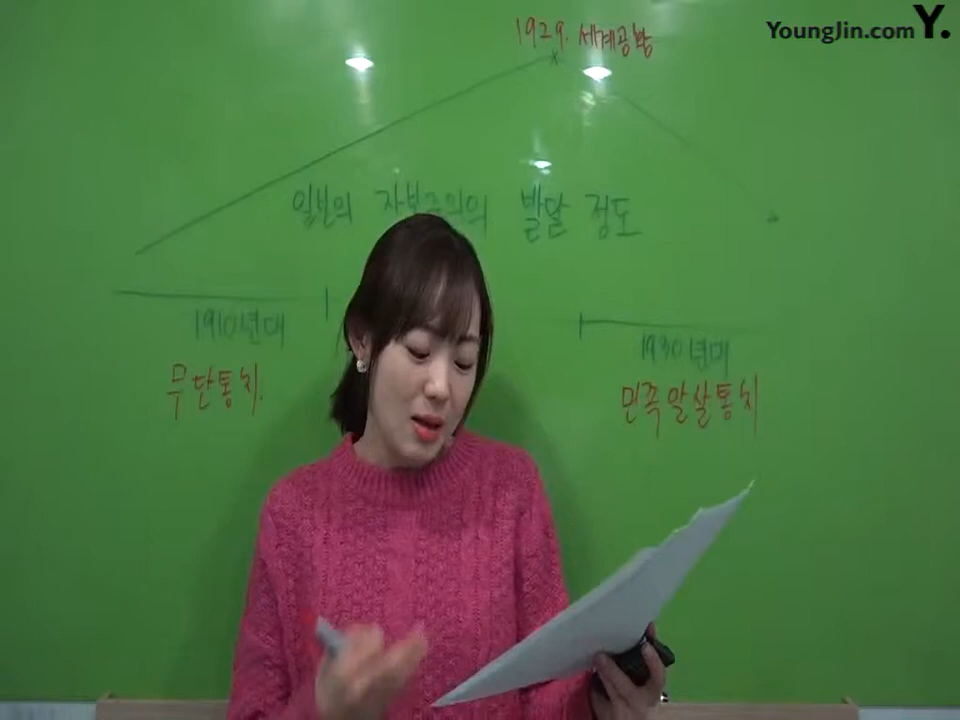 YoungJin.com Y.
1929. 세계공황
일본의 자본주의의 발달 정도
1910년대
1930년대
무단통치.
민족말살통치